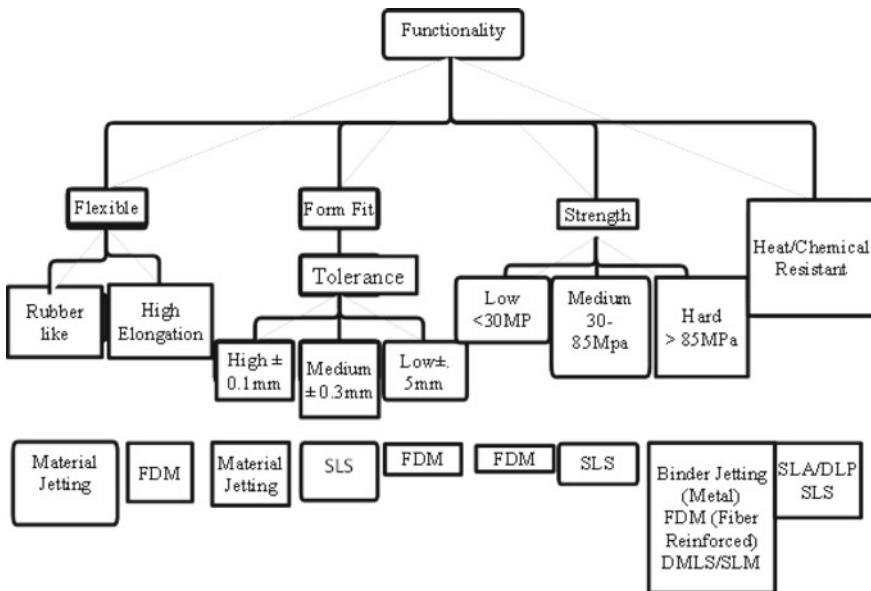 Functionality
Flexible
Form Fit
Strength
Heat/Chemical
Resistant
Tolerance
Rubber
like
High
Elongation
High ±
0.1mm
Medium
±0.3mm
Low±.
5mm
Low
<30MP
Medium
30-
85Mpa
Hard
> 85MPa
Material
Jetting
FDM
Material
Jetting
SLS
FDM
FDM
SLS
Binder Jetting
(Metal)
FDM (Fiber
Reinforced)
DMLS/SLM
SLA/DLP
SLS